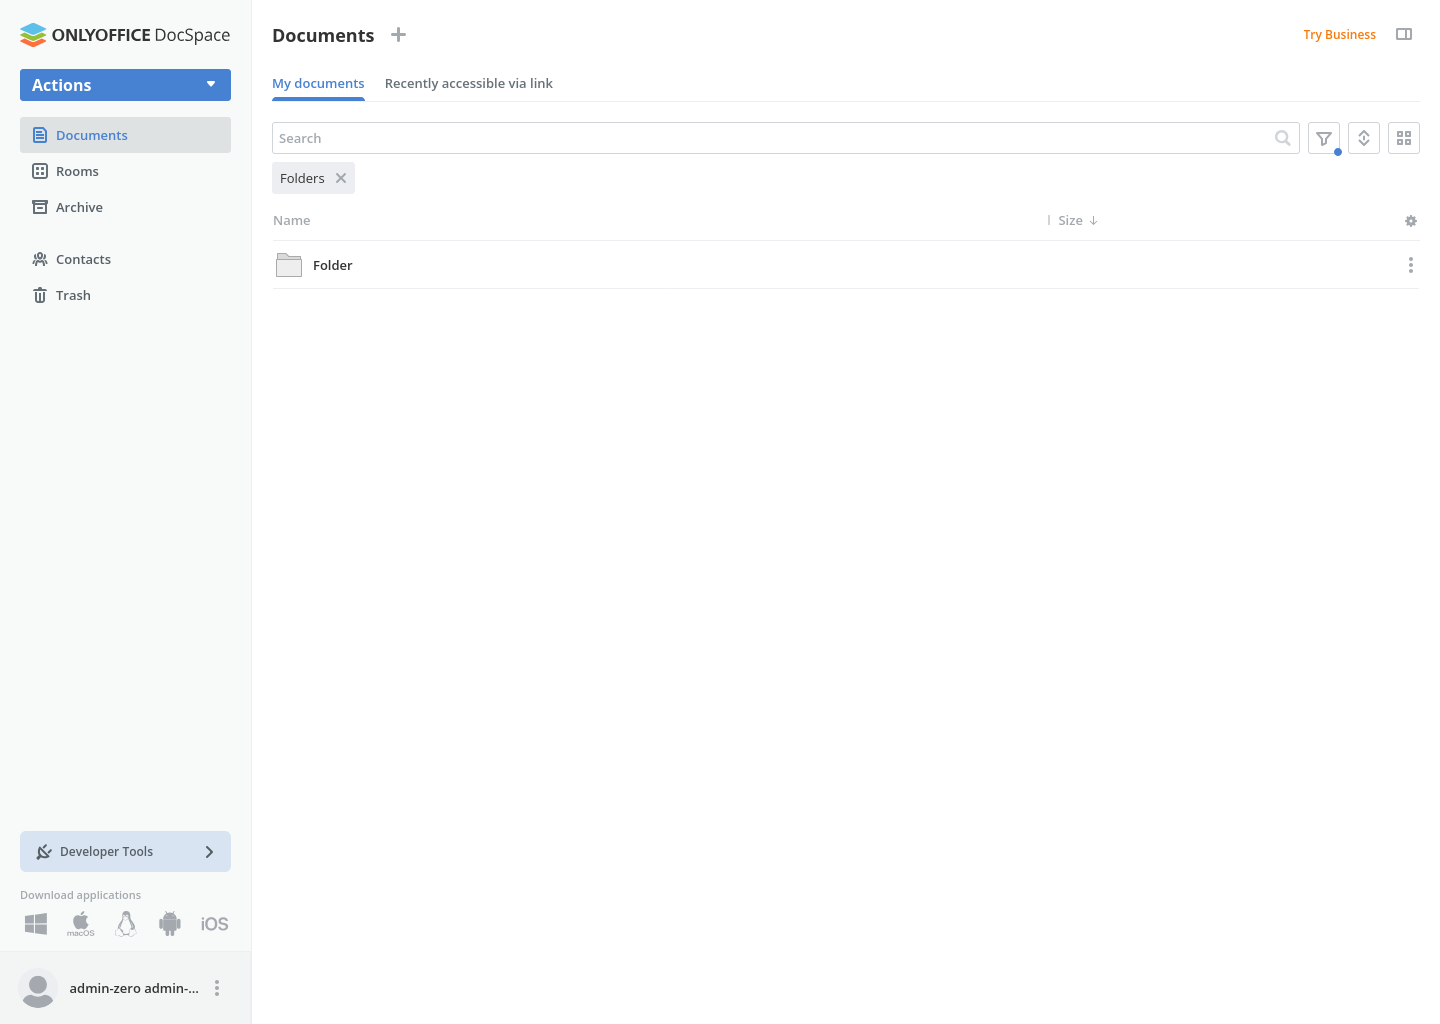 ONLYOFFICE DocSpace
Actions
Documents
Rooms
Archive
Contacts
Trash
Developer Tools
Download applications
macOS
iOS
admin-zero admin-...
Documents
Try Business
My documents
Recently accessible via link
Search
Folders
Name
Size
Folder